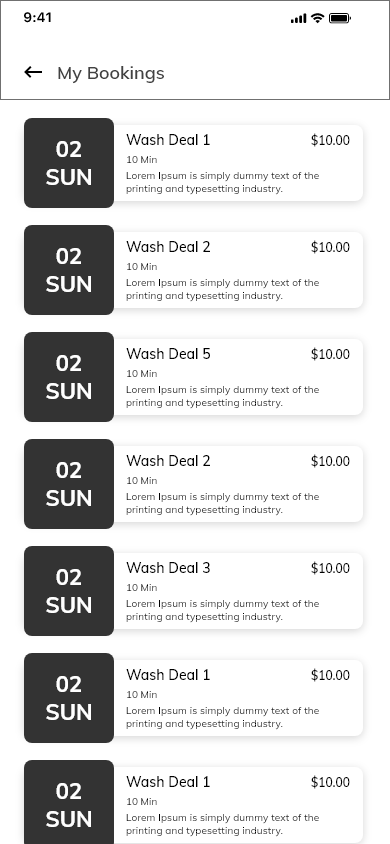 9:41
My Bookings
02
SUN
Wash Deal 1
$10.00
10 Min
Lorem Ipsum is simply dummy text of the
printing and typesetting industry.
02
SUN
Wash Deal 2
$10.00
10 Min
Lorem Ipsum is simply dummy text of the
printing and typesetting industry.
02
SUN
Wash Deal 5
$10.00
10 Min
Lorem Ipsum is simply dummy text of the
printing and typesetting industry.
02
SUN
Wash Deal 2
$10.00
10 Min
Lorem Ipsum is simply dummy text of the
printing and typesetting industry.
02
SUN
Wash Deal 3
$10.00
10 Min
Lorem Ipsum is simply dummy text of the
printing and typesetting industry.
02
SUN
Wash Deal 1
$10.00
10 Min
Lorem Ipsum is simply dummy text of the
printing and typesetting industry.
02
SUN
Wash Deal 1
$10.00
10 Min
Lorem Ipsum is simply dummy text of the
printing and typesetting industry.